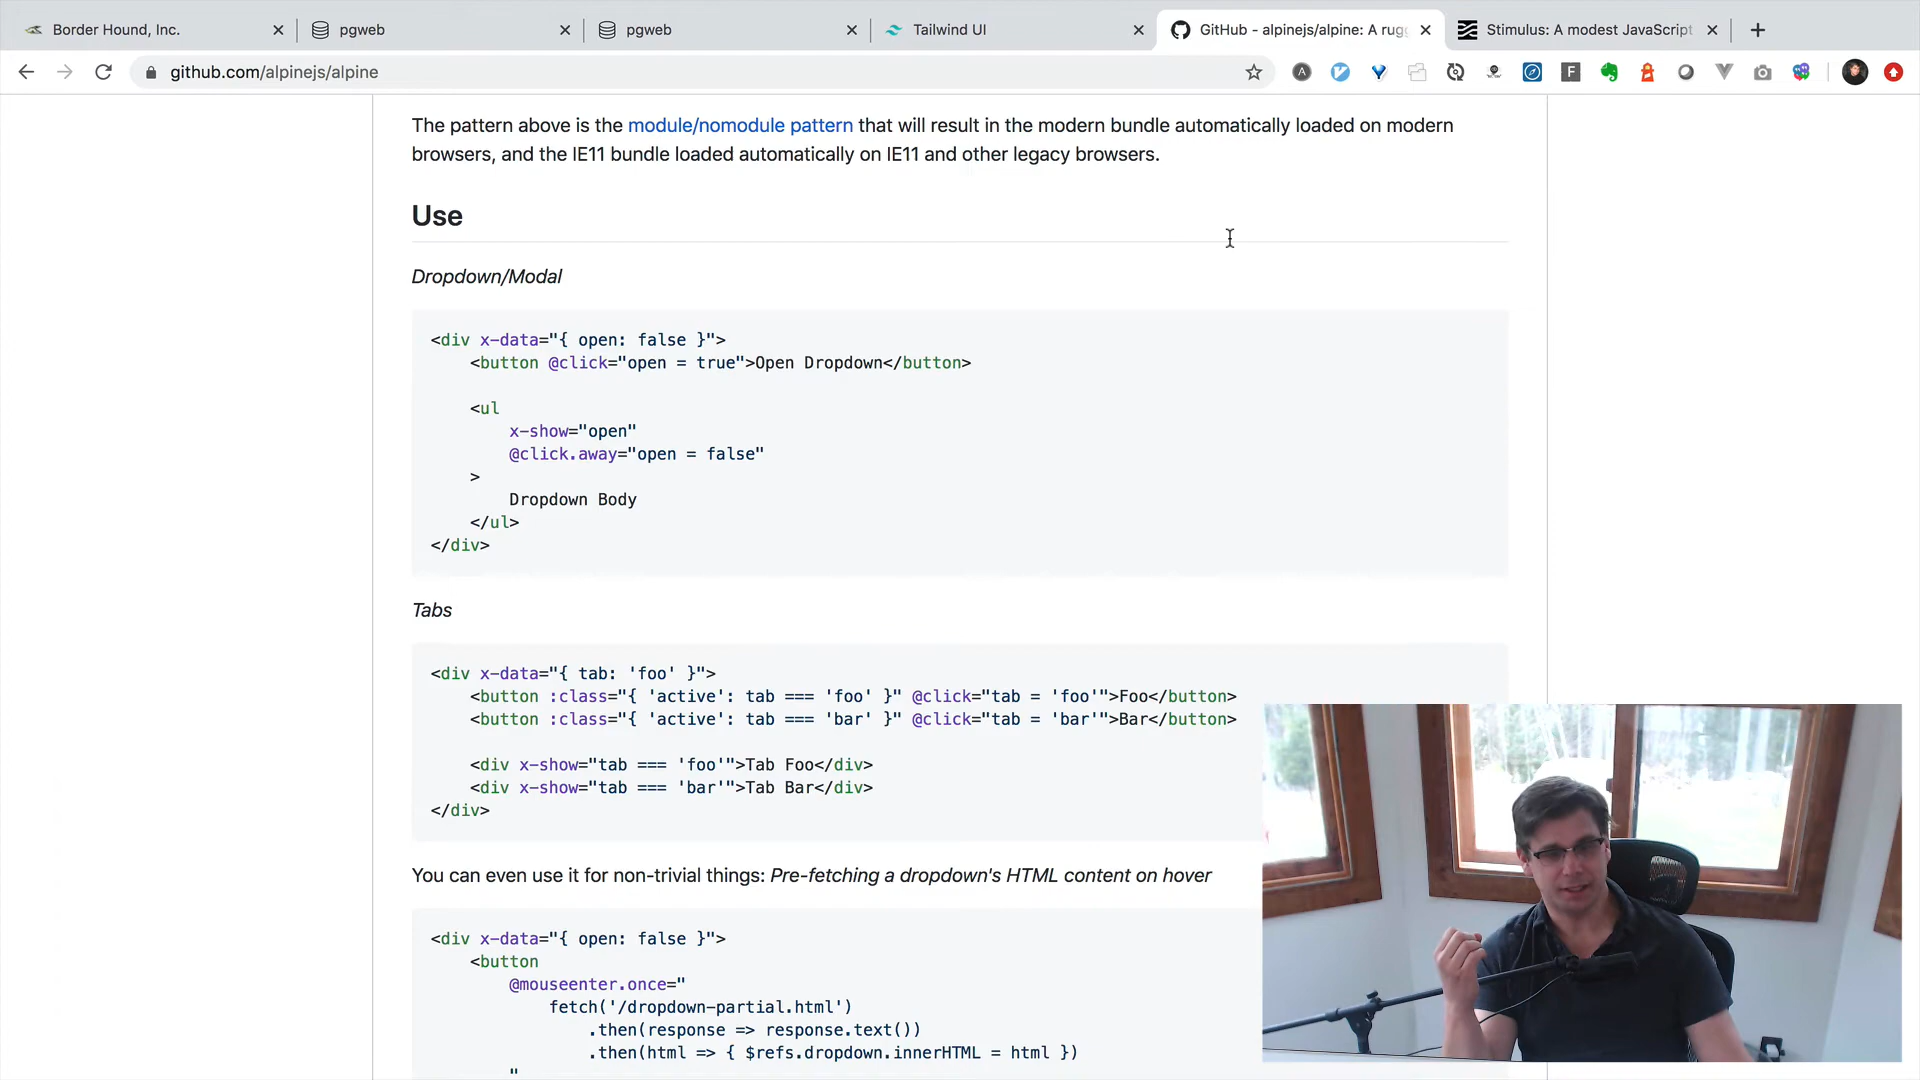 Border Hound, Inc.
pgweb
pgweb
Tailwind UI
GitHub - alpinejs/alpine: A rugg
Stimulus: A modest JavaScript
github.com/alpinejs/alpine
The pattern above is the module/nomodule pattern that will result in the modern bundle automatically loaded on modern
browsers, and the IE11 bundle loaded automatically on IE11 and other legacy browsers.
Use
Dropdown/Modal
<div x-data="{ open: false }">
    <button @click="open = true">Open Dropdown</button>
    <ul
        x-show="open"
        @click.away="open = false"
    >
        Dropdown Body
    </ul>
</div>
Tabs
<div x-data="{ tab: 'foo' }">
    <button :class="{ 'active': tab === 'foo' }" @click="tab = 'foo'">Foo</button>
    <button :class="{ 'active': tab === 'bar' }" @click="tab = 'bar'">Bar</button>
    <div x-show="tab === 'foo'">Tab Foo</div>
    <div x-show="tab === 'bar'">Tab Bar</div>
</div>
You can even use it for non-trivial things: Pre-fetching a dropdown's HTML content on hover
<div x-data="{ open: false }">
    <button
        @mouseenter.once="
            fetch('/dropdown-partial.html')
                .then(response => response.text())
                .then(html => { $refs.dropdown.innerHTML = html })
        "